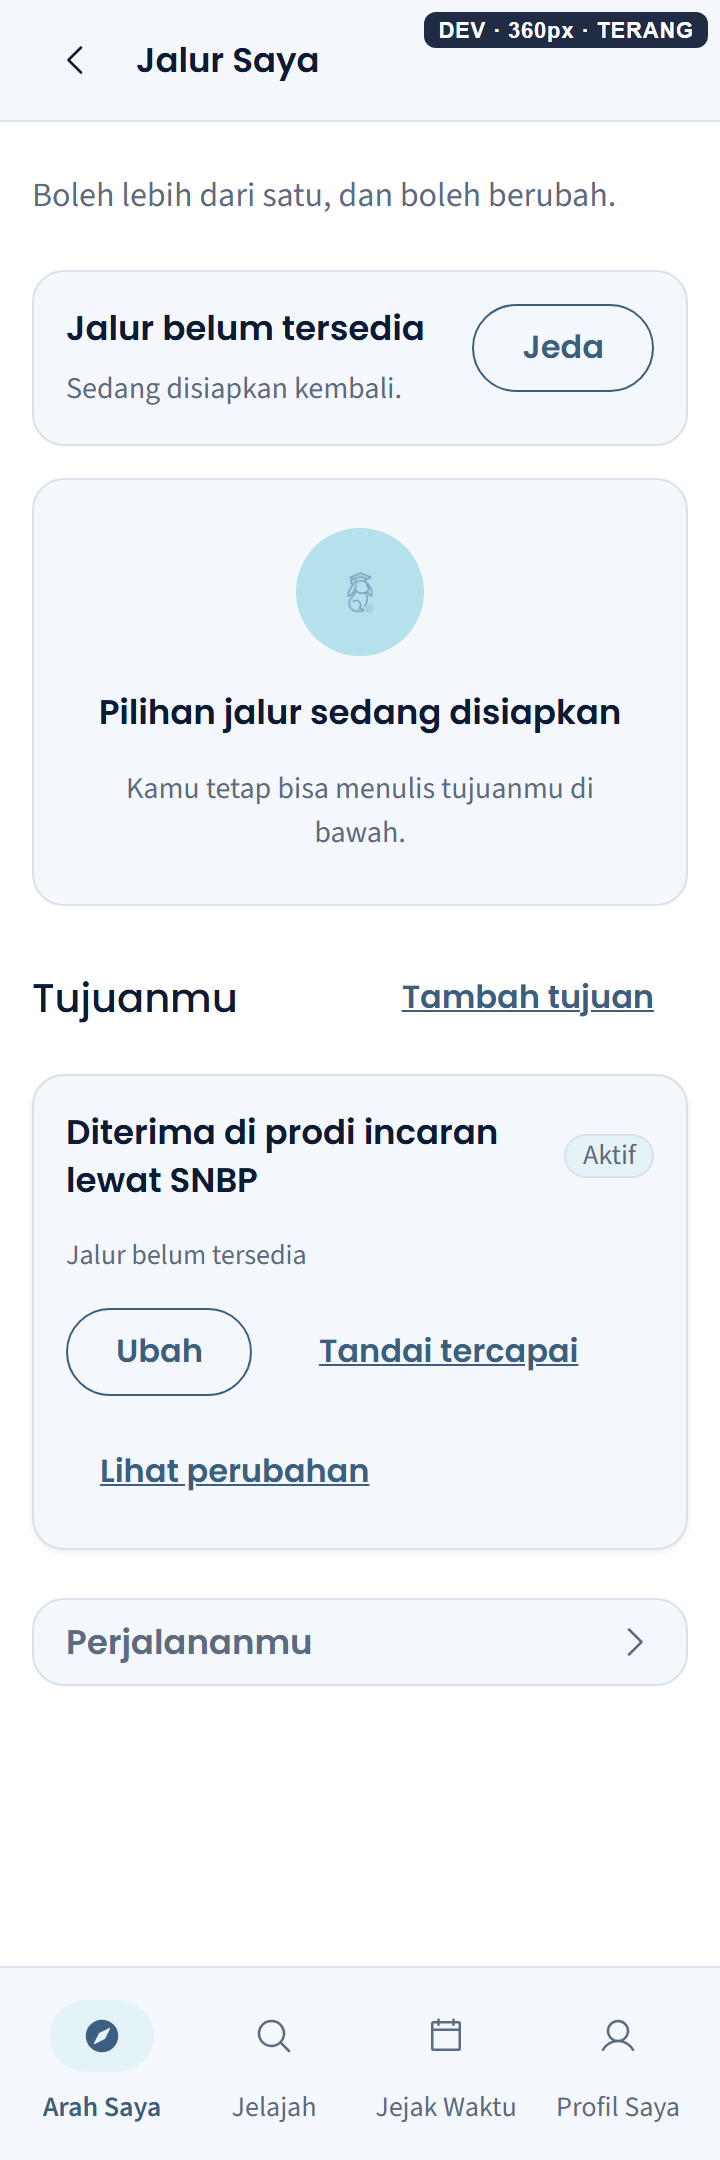 DEV · 360px · TERANG
Jalur Saya
Boleh lebih dari satu, dan boleh berubah.
Jalur belum tersedia
Jeda
Sedang disiapkan kembali.
Pilihan jalur sedang disiapkan
Kamu tetap bisa menulis tujuanmu di
bawah.
Tujuanmu
Tambah tujuan
Diterima di prodi incaran
lewat SNBP
Aktif
Jalur belum tersedia
Ubah
Tandai tercapai
Lihat perubahan
Perjalananmu
Arah Saya
Jelajah
Jejak Waktu
Profil Saya